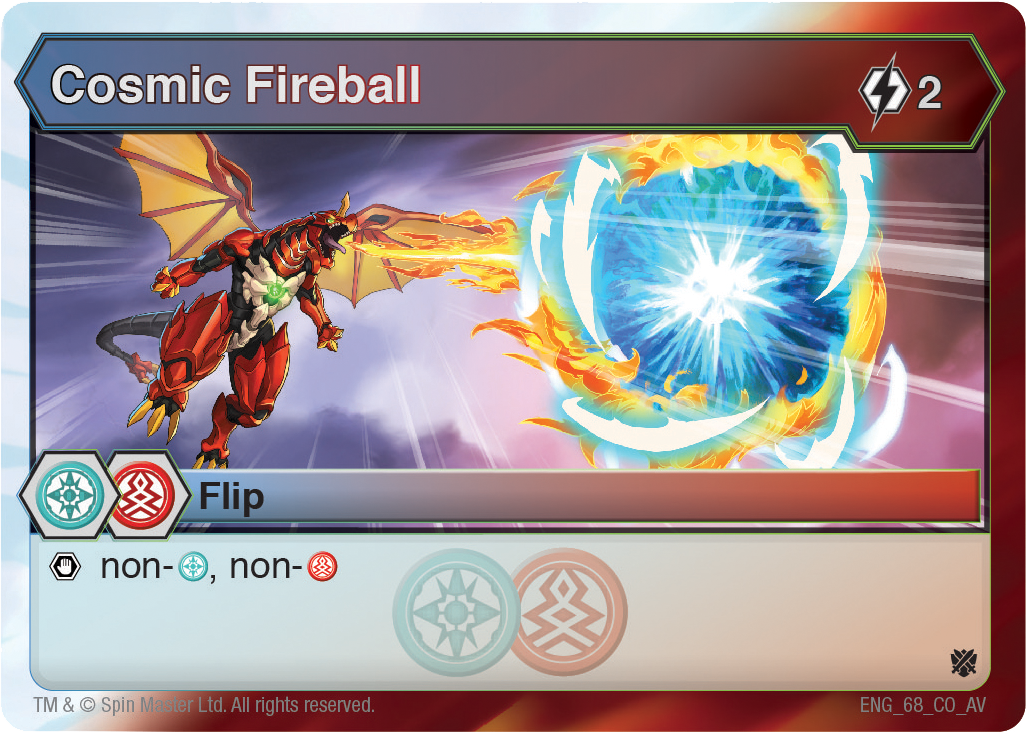 Cosmic Fireball
2
Flip
non- , non-
TM & © Spin Master Ltd. All rights reserved.
ENG_68_CO_AV